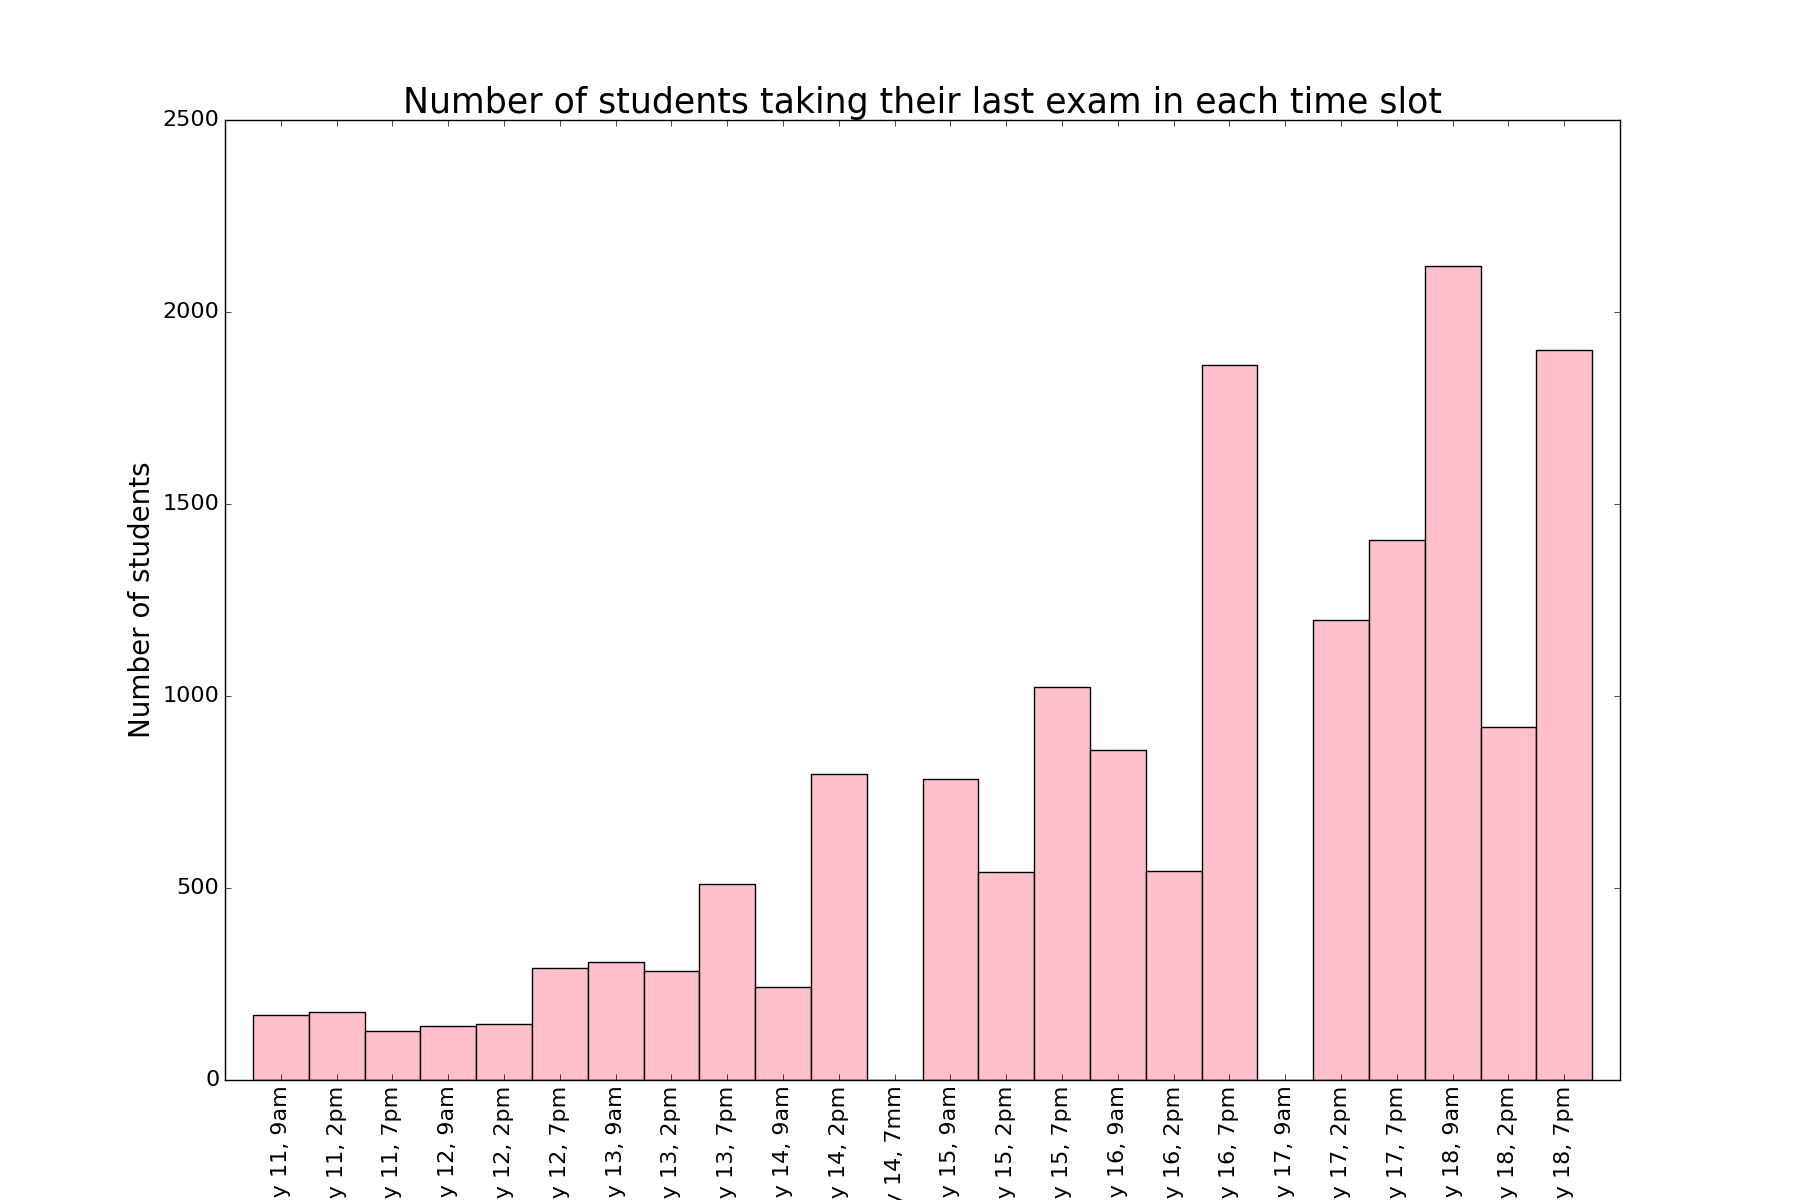 Number of students taking their last exam in each time slot
Number of students
2500
2000
1500
1000
500
0
y 11, 9am
y 11, 2pm
y 11, 7pm
y 12, 9am
y 12, 2pm
y 12, 7pm
y 13, 9am
y 13, 2pm
y 13, 7pm
y 14, 9am
y 14, 2pm
y 14, 7mm
y 15, 9am
y 15, 2pm
y 15, 7pm
y 16, 9am
y 16, 2pm
y 16, 7pm
y 17, 9am
y 17, 2pm
y 17, 7pm
y 18, 9am
y 18, 2pm
y 18, 7pm